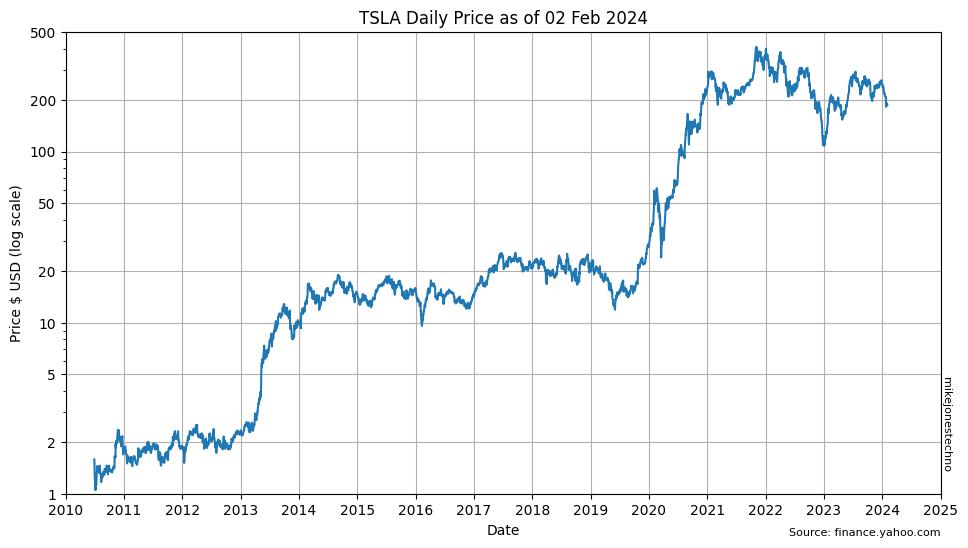 TSLA Daily Price as of 02 Feb 2024
Price $ USD (log scale)
500
200
100
50
20
10
5
2
1
2010 2011 2012 2013 2014 2015 2016 2017 2018 2019 2020 2021 2022 2023 2024 2025
Date
mikejonestechno
Source: finance.yahoo.com